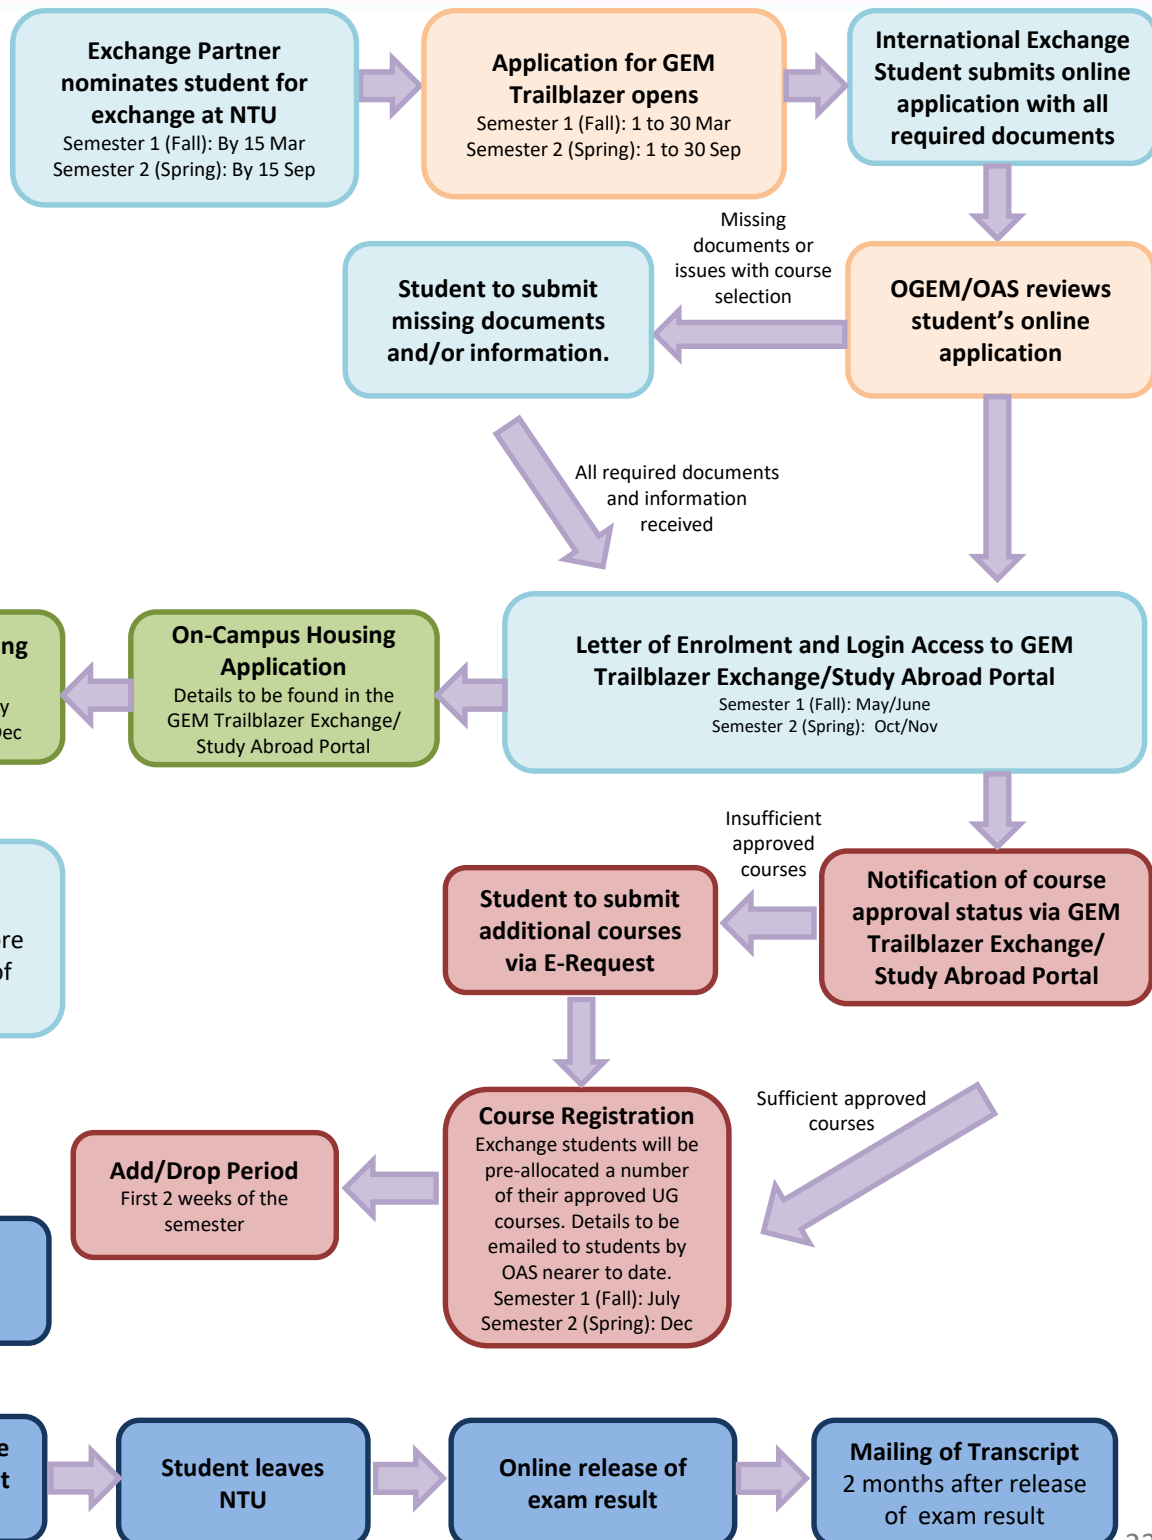 Exchange Partner
nominates student for
exchange at NTU
Semester 1 (Fall): By 15 Mar
Semester 2 (Spring): By 15 Sep
Application for GEM
Trailblazer opens
Semester 1 (Fall): 1 to 30 Mar
Semester 2 (Spring): 1 to 30 Sep
International Exchange
Student submits online
application with all
required documents
Missing
documents or
issues with course
selection
Student to submit
missing documents
and/or information.
OGEM/OAS reviews
student's online
application
All required documents
and information
received
ng
y
Dec
On-Campus Housing
Application
Details to be found in the
GEM Trailblazer Exchange/
Study Abroad Portal
Letter of Enrolment and Login Access to GEM
Trailblazer Exchange/Study Abroad Portal
Semester 1 (Fall): May/June
Semester 2 (Spring): Oct/Nov
Insufficient
approved
courses
re
of
Student to submit
additional courses
via E-Request
Notification of course
approval status via GEM
Trailblazer Exchange/
Study Abroad Portal
Sufficient approved
courses
Add/Drop Period
First 2 weeks of the
semester
Course Registration
Exchange students will be
pre-allocated a number
of their approved UG
courses. Details to be
emailed to students by
OAS nearer to date.
Semester 1 (Fall): July
Semester 2 (Spring): Dec
e
t
Student leaves
NTU
Online release of
exam result
Mailing of Transcript
2 months after release
of exam result